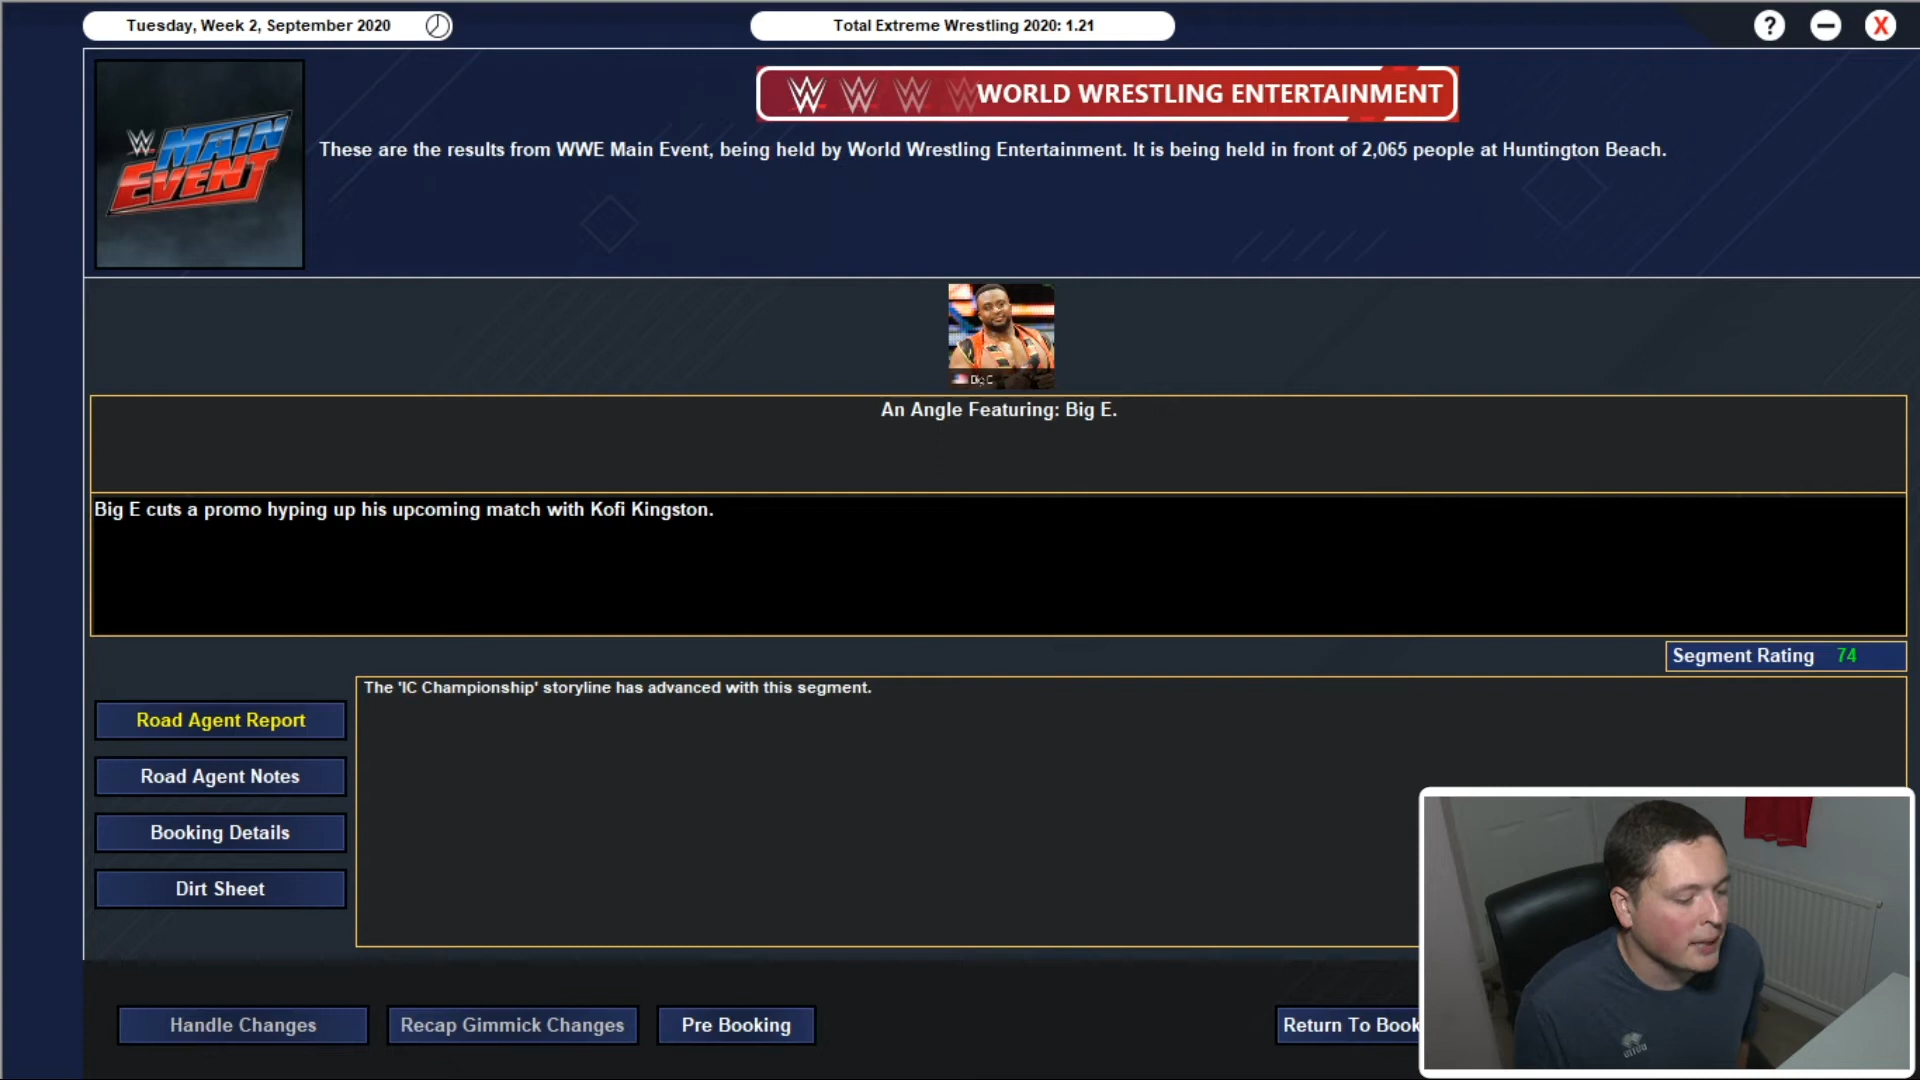 Tuesday, Week 2, September 2020
Total Extreme Wrestling 2020: 1.21
?
X
WORLD WRESTLING ENTERTAINMENT
MAIN EVENT
These are the results from WWE Main Event, being held by World Wrestling Entertainment. It is being held in front of 2,065 people at Huntington Beach.
Big E
An Angle Featuring: Big E.
Big E cuts a promo hyping up his upcoming match with Kofi Kingston.
Segment Rating 74
The 'IC Championship' storyline has advanced with this segment.
Road Agent Report
Road Agent Notes
Booking Details
Dirt Sheet
Handle Changes
Recap Gimmick Changes
Pre Booking
Return To Book